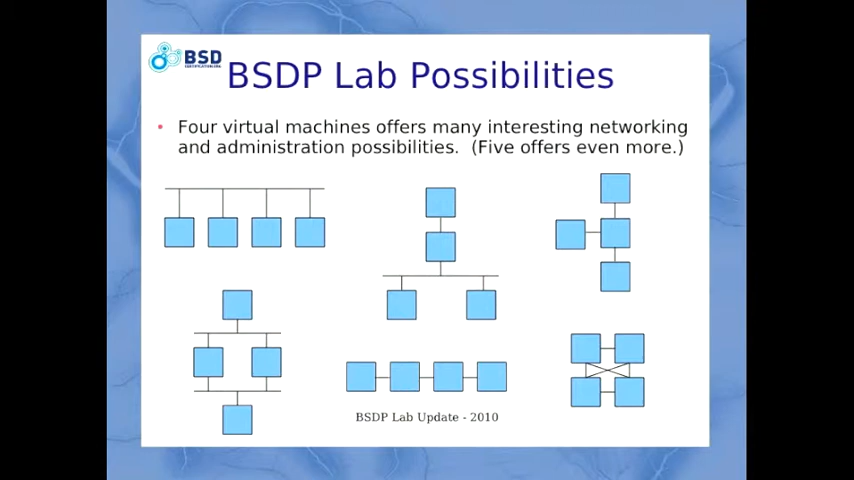 BSD
BSDP Lab Possibilities
• Four virtual machines offers many interesting networking
and administration possibilities.  (Five offers even more.)
BSDP Lab Update - 2010